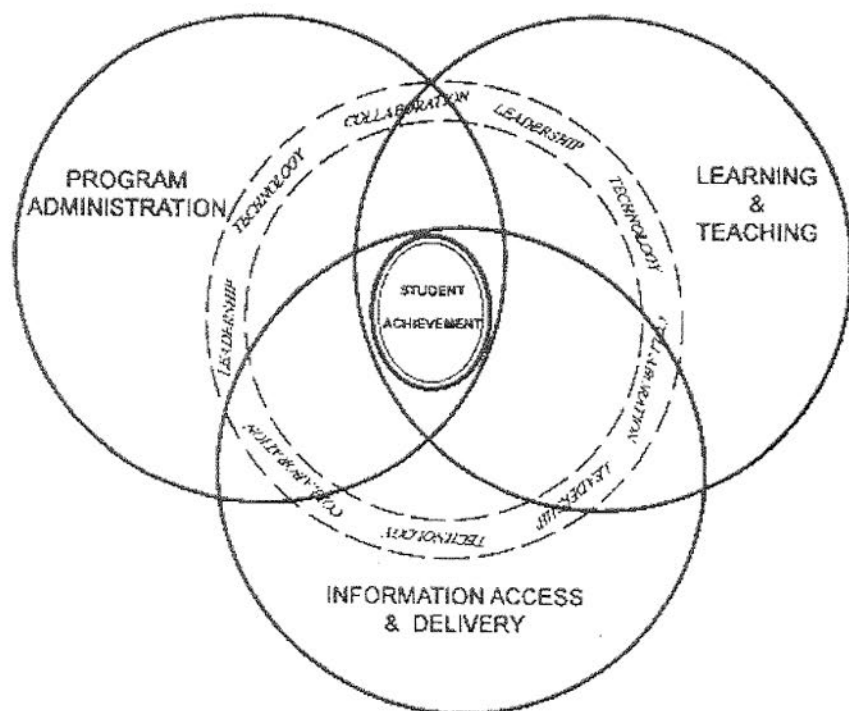 COLLABORATION
LEADERSHIP
TECHNOLOGY
COLLABORATION
LEADERSHIP
TECHNOLOGY
COLLABORATION
LEADERSHIP
TECHNOLOGY
PROGRAM
ADMINISTRATION
LEARNING
&
TEACHING
STUDENT
ACHIEVEMENT
INFORMATION ACCESS
& DELIVERY